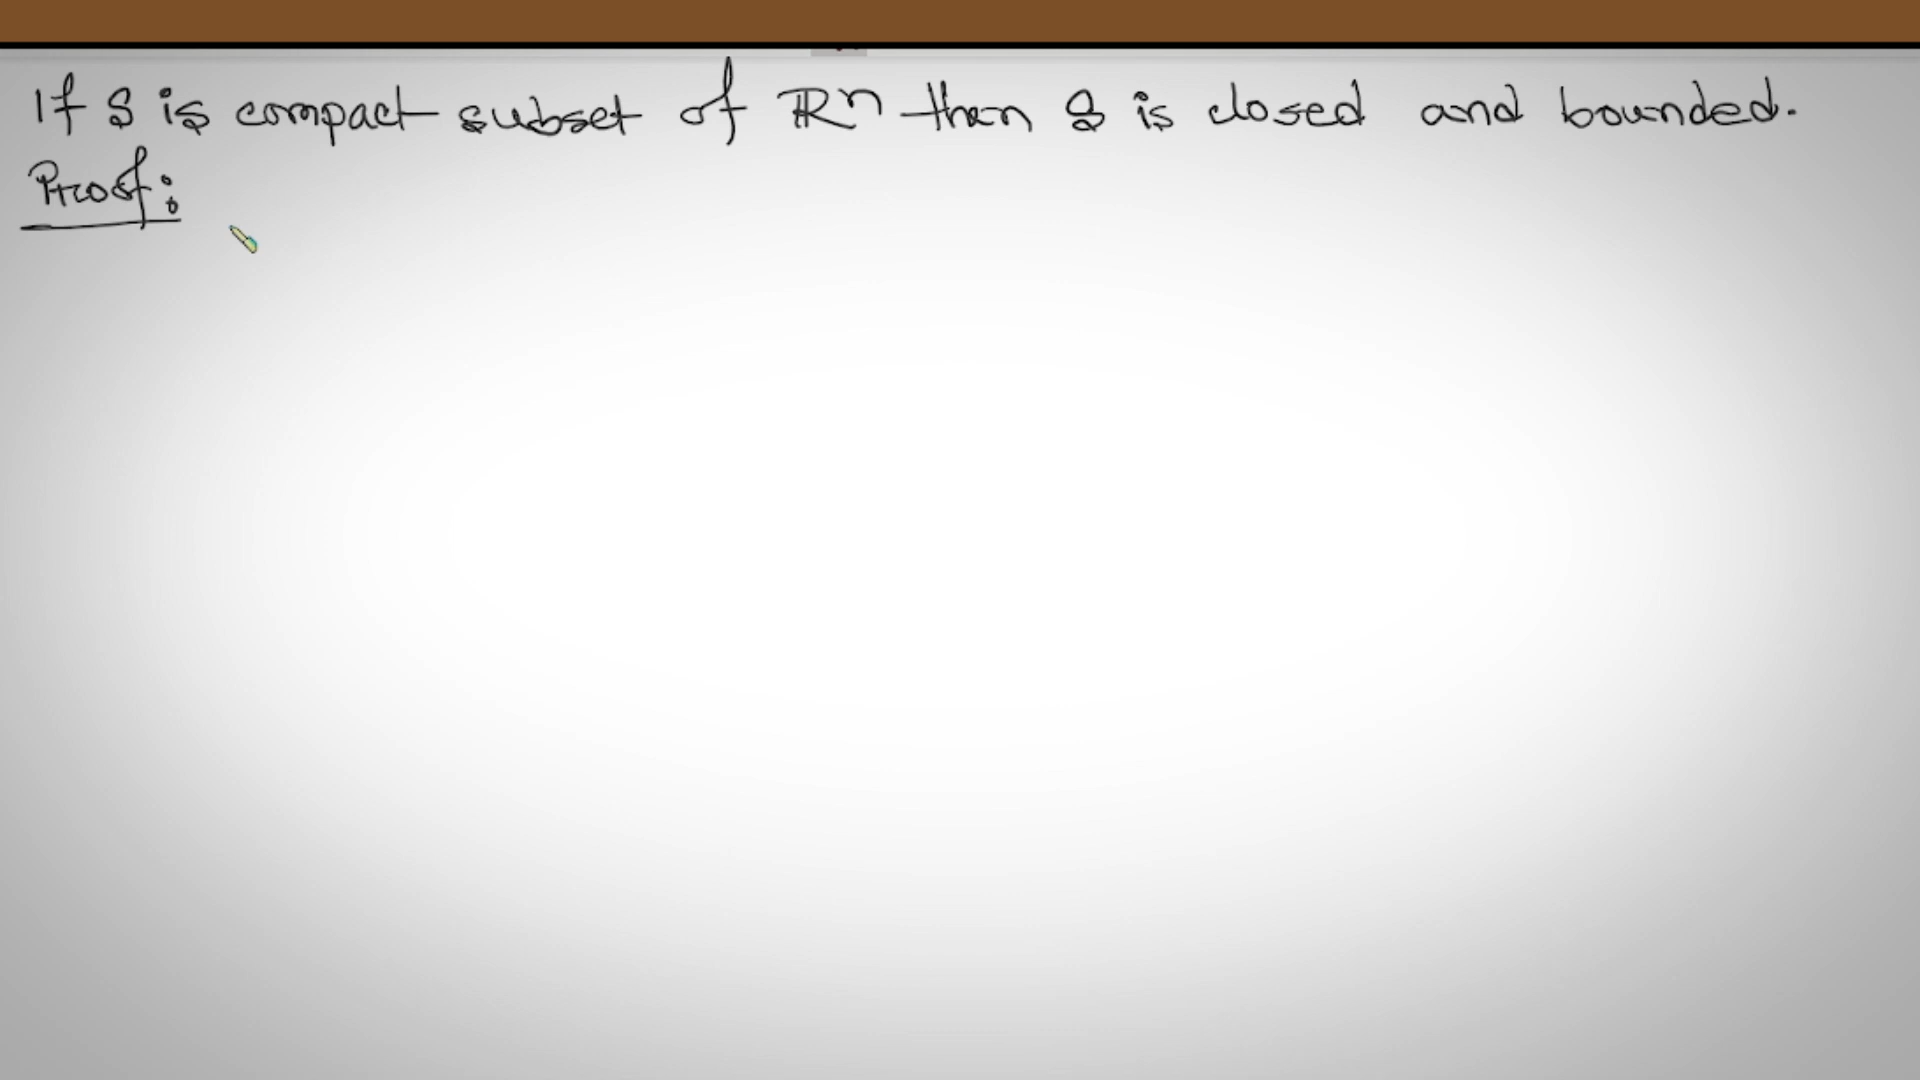 If S is compact subset of ℝⁿ then S is closed and bounded.
Proof: